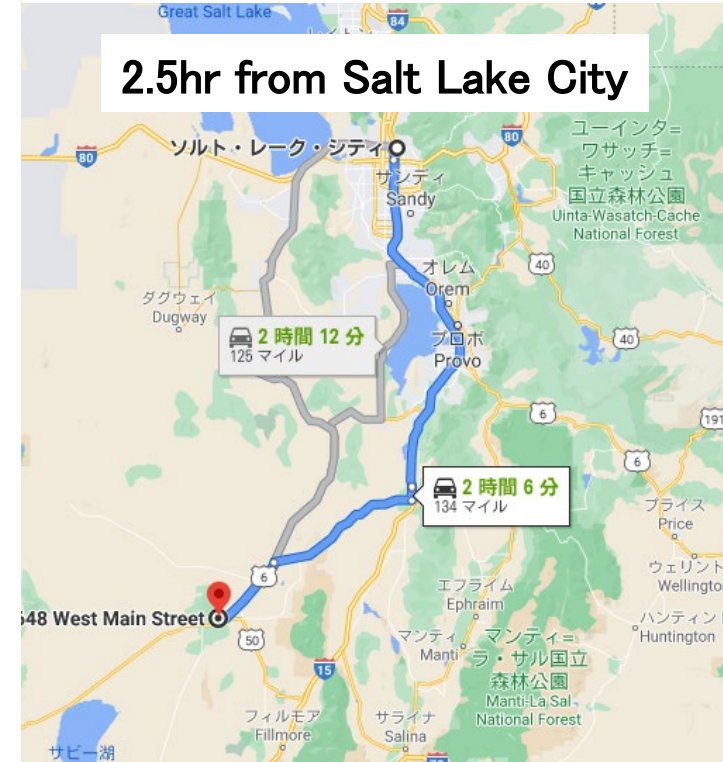 Great Salt Lake
84
2.5hr from Salt Lake City
80
ソルト・レーク・シティ
80
サンディ
Sandy
ユーインタ=
ワサッチ=
キャッシュ
国立森林公園
Uinta-Wasatch-Cache
National Forest
40
オレム
Orem
ダグウェイ
Dugway
2 時間 12 分
125 マイル
プロボ
Provo
40
6
191
6
2 時間 6 分
134 マイル
プライス
Price
6
ウェリント
Wellingto
648 West Main Street
50
エフライム
Ephraim
マンティ
Manti
ハンティン
Huntington
マンティ=
ラ・サル国立
森林公園
Manti-La Sal
National Forest
15
フィルモア
Fillmore
サライナ
Salina
サビー湖